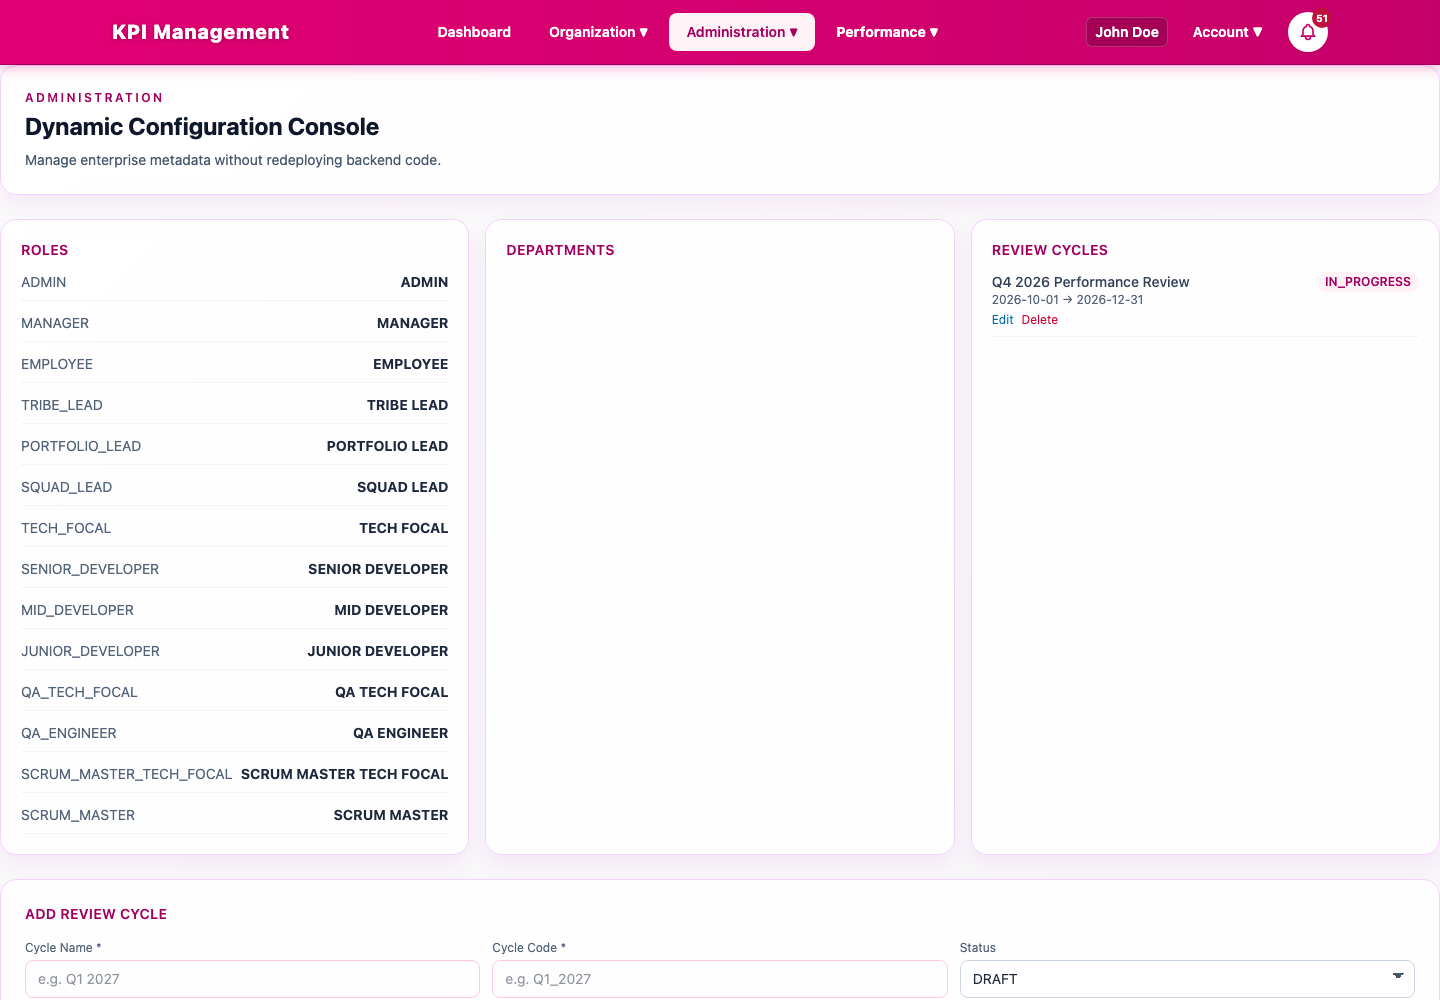 KPI Management
Dashboard
Organization ▾
Administration ▾
Performance ▾
John Doe
Account ▾
51
ADMINISTRATION
Dynamic Configuration Console
Manage enterprise metadata without redeploying backend code.
ROLES
ADMIN ADMIN
MANAGER MANAGER
EMPLOYEE EMPLOYEE
TRIBE_LEAD TRIBE LEAD
PORTFOLIO_LEAD PORTFOLIO LEAD
SQUAD_LEAD SQUAD LEAD
TECH_FOCAL TECH FOCAL
SENIOR_DEVELOPER SENIOR DEVELOPER
MID_DEVELOPER MID DEVELOPER
JUNIOR_DEVELOPER JUNIOR DEVELOPER
QA_TECH_FOCAL QA TECH FOCAL
QA_ENGINEER QA ENGINEER
SCRUM_MASTER_TECH_FOCAL SCRUM MASTER TECH FOCAL
SCRUM_MASTER SCRUM MASTER
DEPARTMENTS
REVIEW CYCLES
Q4 2026 Performance Review IN_PROGRESS
2026-10-01 → 2026-12-31
Edit Delete
ADD REVIEW CYCLE
Cycle Name *
e.g. Q1 2027
Cycle Code *
e.g. Q1_2027
Status
DRAFT